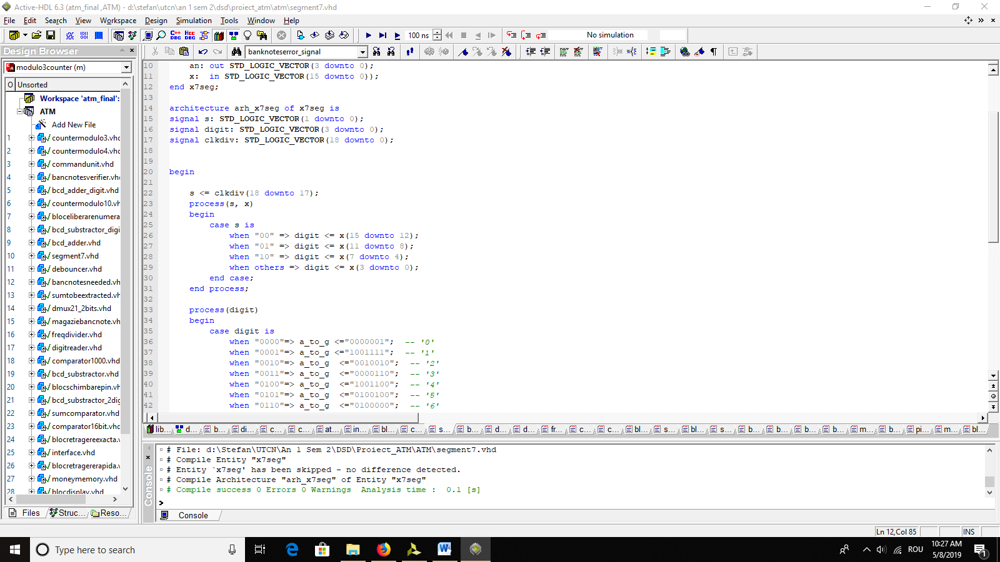 Active-HDL 6.3 (atm_final ,ATM) - d:\stefan\utcn\an 1 sem 2\dsd\proiect_atm\atm\segment7.vhd
File Edit Search View Workspace Design Simulation Tools Window Help
100 ns No simulation
Design Browser
banknoteserror_signal
modulo3counter (m)
O Unsorted
Workspace 'atm_final':
ATM
Add New File
1 countermodulo3.vhd
2 countermodulo4.vhd
3 commandunit.vhd
4 bancnotesverifier.vhd
5 bcd_adder_digit.vhd
6 countermodulo10.vh
7 bloceliberarenumera
8 bcd_substractor_digi
9 bcd_adder.vhd
10 segment7.vhd
11 debouncer.vhd
12 bancnotesneeded.vh
13 sumtobeextracted.vh
14 dmux21_2bits.vhd
15 magaziebancnote.vh
16 freqdivider.vhd
17 digitreader.vhd
18 comparator1000.vhd
19 bcd_substractor.vhd
20 blocschimbarepin.vh
21 bcd_substractor_2dig
22 sumcomparator.vhd
23 comparator16bit.vhd
24 blocretragereexacta.v
25 interface.vhd
26 blocretragererapida.v
27 moneymemory.vhd
28 blocdisplay.vhd
Files Struc... Reso...
10 an: out STD_LOGIC_VECTOR(3 downto 0);
11 x:  in STD_LOGIC_VECTOR(15 downto 0));
12 end x7seg;
13
14 architecture arh_x7seg of x7seg is
15 signal s: STD_LOGIC_VECTOR(1 downto 0);
16 signal digit: STD_LOGIC_VECTOR(3 downto 0);
17 signal clkdiv: STD_LOGIC_VECTOR(18 downto 0);
18
19
20 begin
21
22 s <= clkdiv(18 downto 17);
23 process(s, x)
24 begin
25 case s is
26 when "00" => digit <= x(15 downto 12);
27 when "01" => digit <= x(11 downto 8);
28 when "10" => digit <= x(7 downto 4);
29 when others => digit <= x(3 downto 0);
30 end case;
31 end process;
32
33 process(digit)
34 begin
35 case digit is
36 when "0000"=> a_to_g <="0000001";  -- '0'
37 when "0001"=> a_to_g <="1001111";  -- '1'
38 when "0010"=> a_to_g  <="0010010";  -- '2'
39 when "0011"=> a_to_g  <="0000110";  -- '3'
40 when "0100"=> a_to_g  <="1001100";  -- '4'
41 when "0101"=> a_to_g  <="0100100";  -- '5'
42 when "0110"=> a_to_g  <="0100000";  -- '6'
lib... d... b... di... c... c... at... in... bl... c... s... b... d... d... fr... c... c... bl... s... bl... s... b... b... b... b... m... b... pi... m... bl...
# File: d:\Stefan\UTCN\An 1 Sem 2\DSD\Proiect_ATM\ATM\segment7.vhd
# Compile Entity "x7seg"
# Entity `x7seg' has been skipped - no difference detected.
# Compile Architecture "arh_x7seg" of Entity "x7seg"
# Compile success 0 Errors 0 Warnings  Analysis time :  0.1 [s]
>
Console
Console
Ln 12,Col 85 INS
Type here to search
ROU
10:27 AM
5/8/2019
1